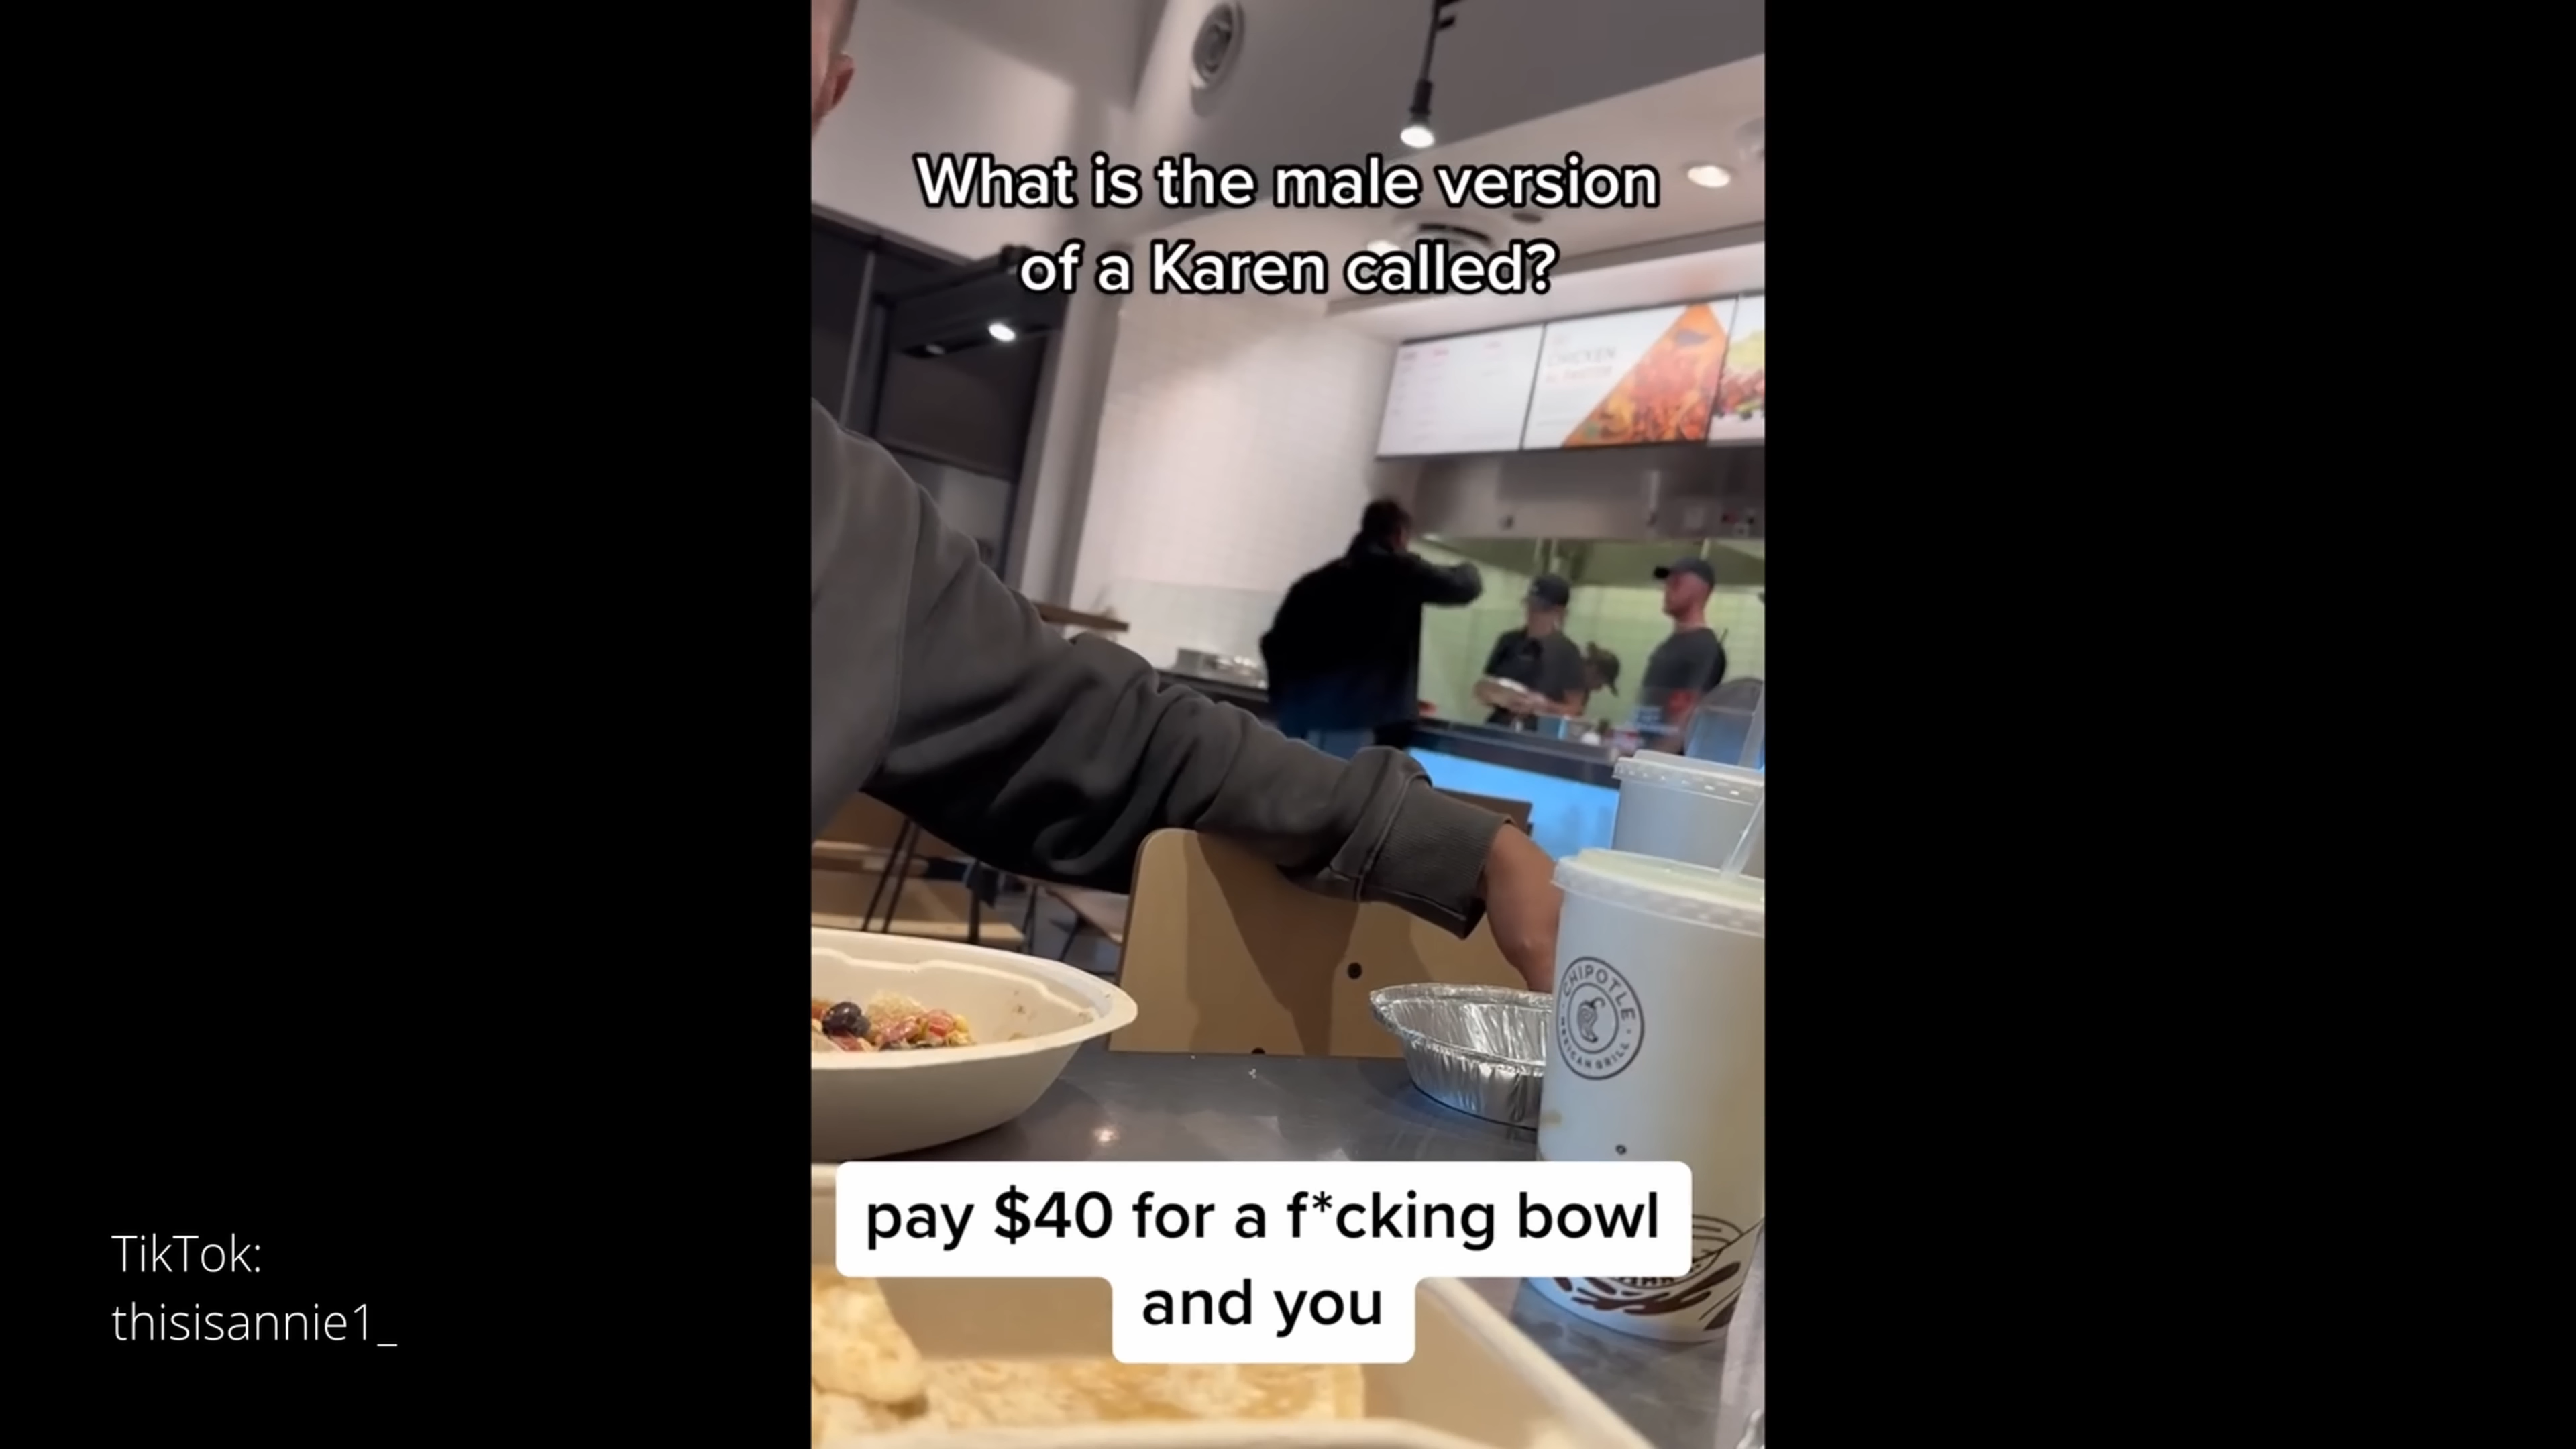 What is the male version
of a Karen called?
CHICKEN
CHIPOTLE
MEXICAN GRILL
pay $40 for a f*cking bowl
and you
TikTok:
thisisannie1_